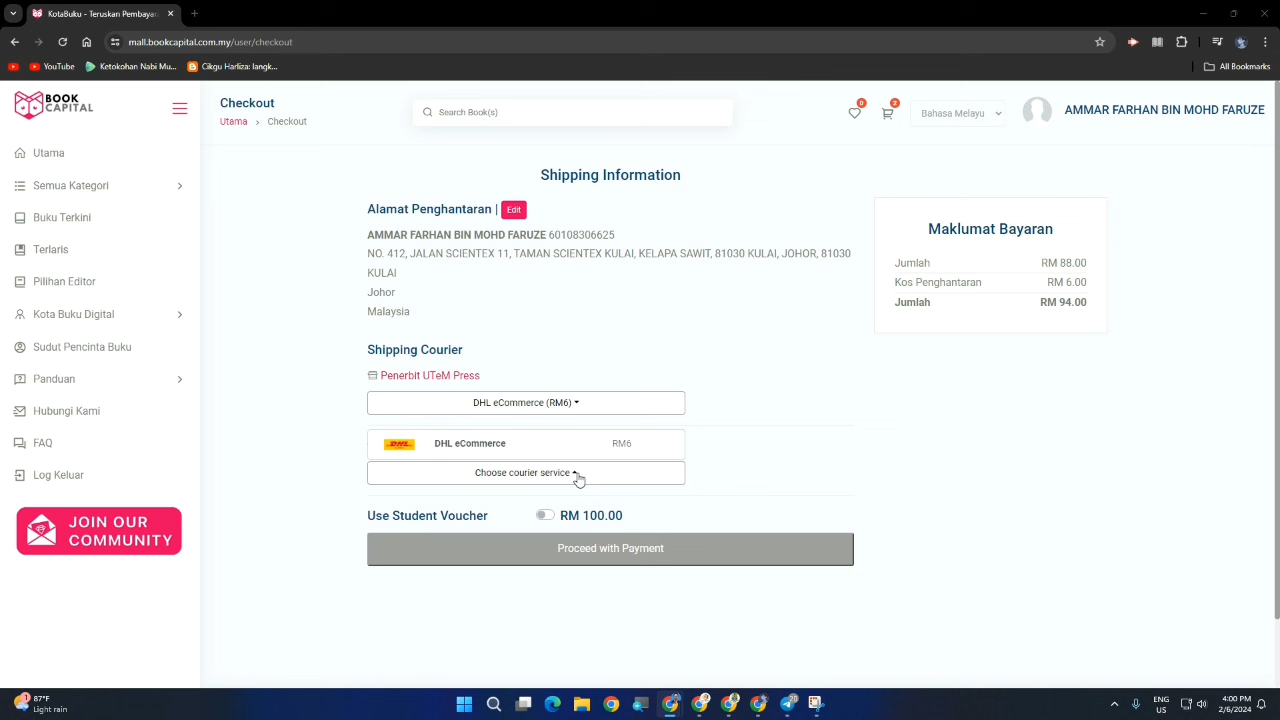 KotaBuku - Teruskan Pembayar
mall.bookcapital.com.my/user/checkout
YouTube
Ketokohan Nabi Mu...
Cikgu Farliza: langk...
All Bookmarks
BOOK
CAPITAL
Checkout
Utama > Checkout
Search Book(s)
0
2
Bahasa Melayu
AMMAR FARHAN BIN MOHD FARUZE
Utama
Semua Kategori
Buku Terkini
Terlaris
Pilihan Editor
Kota Buku Digital
Sudut Pencinta Buku
Panduan
Hubungi Kami
FAQ
Log Keluar
JOIN OUR
COMMUNITY
Shipping Information
Alamat Penghantaran | Edit
AMMAR FARHAN BIN MOHD FARUZE 60108306625
NO. 412, JALAN SCIENTEX 11, TAMAN SCIENTEX KULAI, KELAPA SAWIT, 81030 KULAI, JOHOR, 81030
KULAI
Johor
Malaysia
Shipping Courier
Penerbit UTeM Press
DHL eCommerce (RM6)
DHL DHL eCommerce RM6
Choose courier service
Use Student Voucher RM 100.00
Proceed with Payment
Maklumat Bayaran
Jumlah RM 88.00
Kos Penghantaran RM 6.00
Jumlah RM 94.00
87°F
Light rain
ENG
US
4:00 PM
2/6/2024